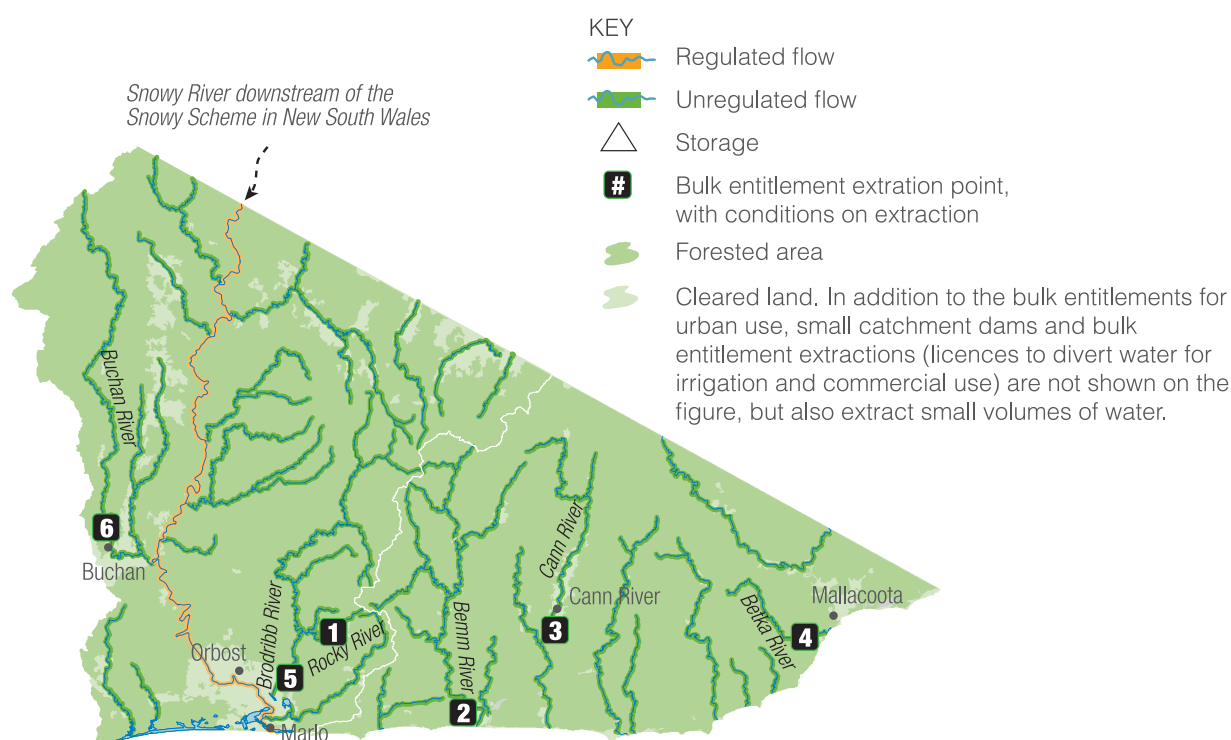 KEY
Regulated flow
Unregulated flow
Storage
#
Bulk entitlement extration point,
with conditions on extraction
Forested area
Cleared land. In addition to the bulk entitlements for
urban use, small catchment dams and bulk
entitlement extractions (licences to divert water for
irrigation and commercial use) are not shown on the
figure, but also extract small volumes of water.
Snowy River downstream of the
Snowy Scheme in New South Wales
Buchan River
6
Buchan
Orbost
Brodribb River
1
Rocky River
5
Marlo
Bemm River
2
Cann River
Cann River
3
Betka River
Mallacoota
4